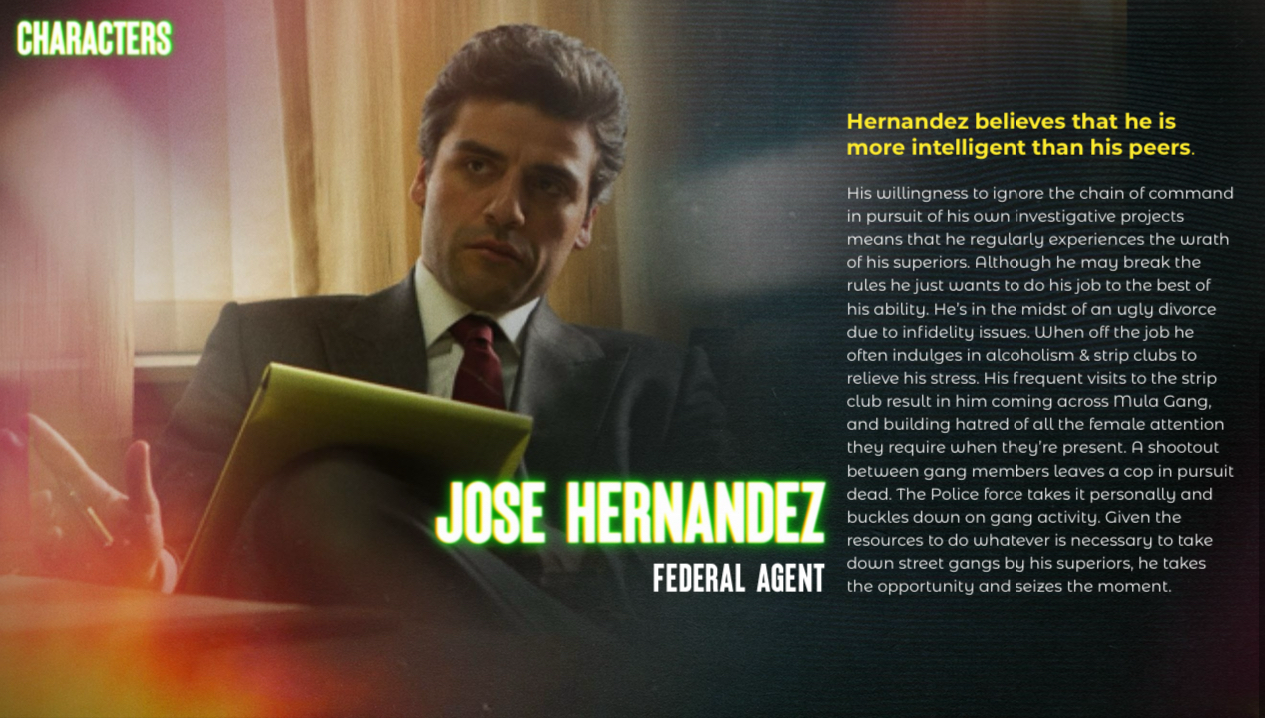 CHARACTERS
Hernandez believes that he is
more intelligent than his peers.
His willingness to ignore the chain of command
in pursuit of his own investigative projects
means that he regularly experiences the wrath
of his superiors. Although he may break the
rules he just wants to do his job to the best of
his ability. He's in the midst of an ugly divorce
due to infidelity issues. When off the job he
often indulges in alcoholism & strip clubs to
relieve his stress. His frequent visits to the strip
club result in him coming across Mula Gang,
and building hatred of all the female attention
they require when they're present. A shootout
between gang members leaves a cop in pursuit
dead. The Police force takes it personally and
buckles down on gang activity. Given the
resources to do whatever is necessary to take
down street gangs by his superiors, he takes
the opportunity and seizes the moment.
JOSE HERNANDEZ
FEDERAL AGENT